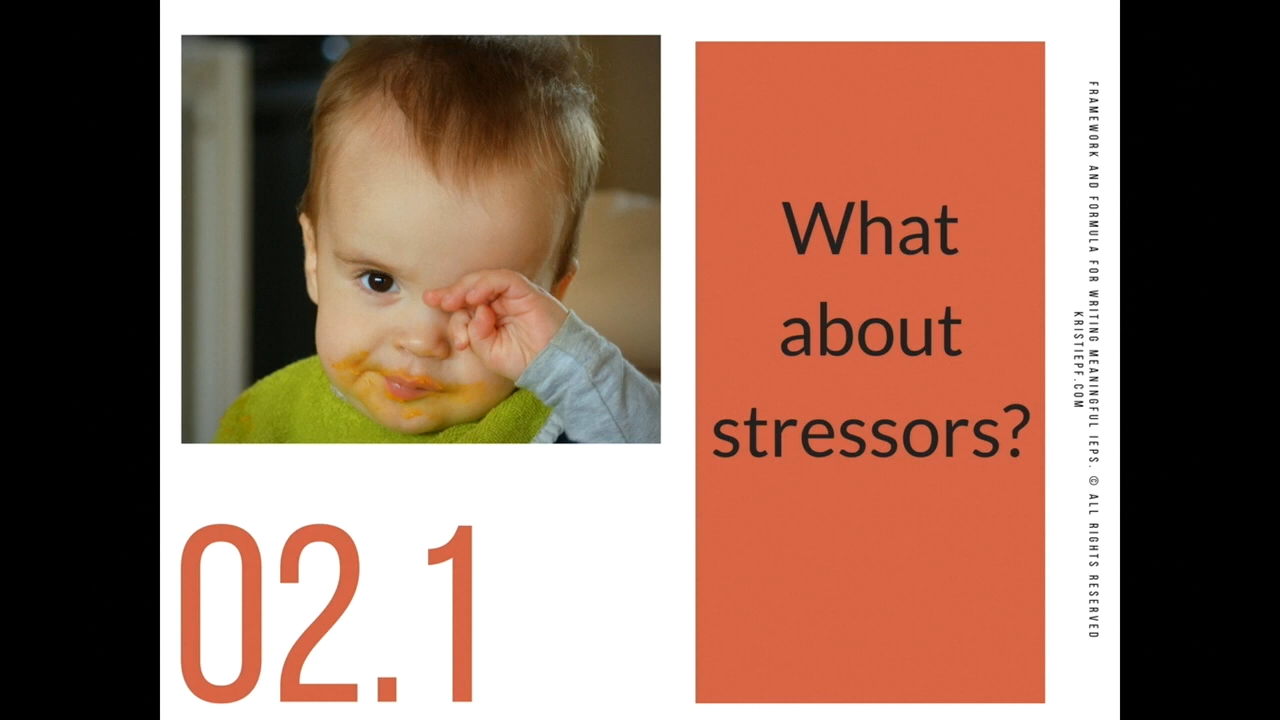 What
about
stressors?
02.1
FRAMEWORK AND FORMULA FOR WRITING MEANINGFUL IEPS. © ALL RIGHTS RESERVED
KRISTIEPF.COM